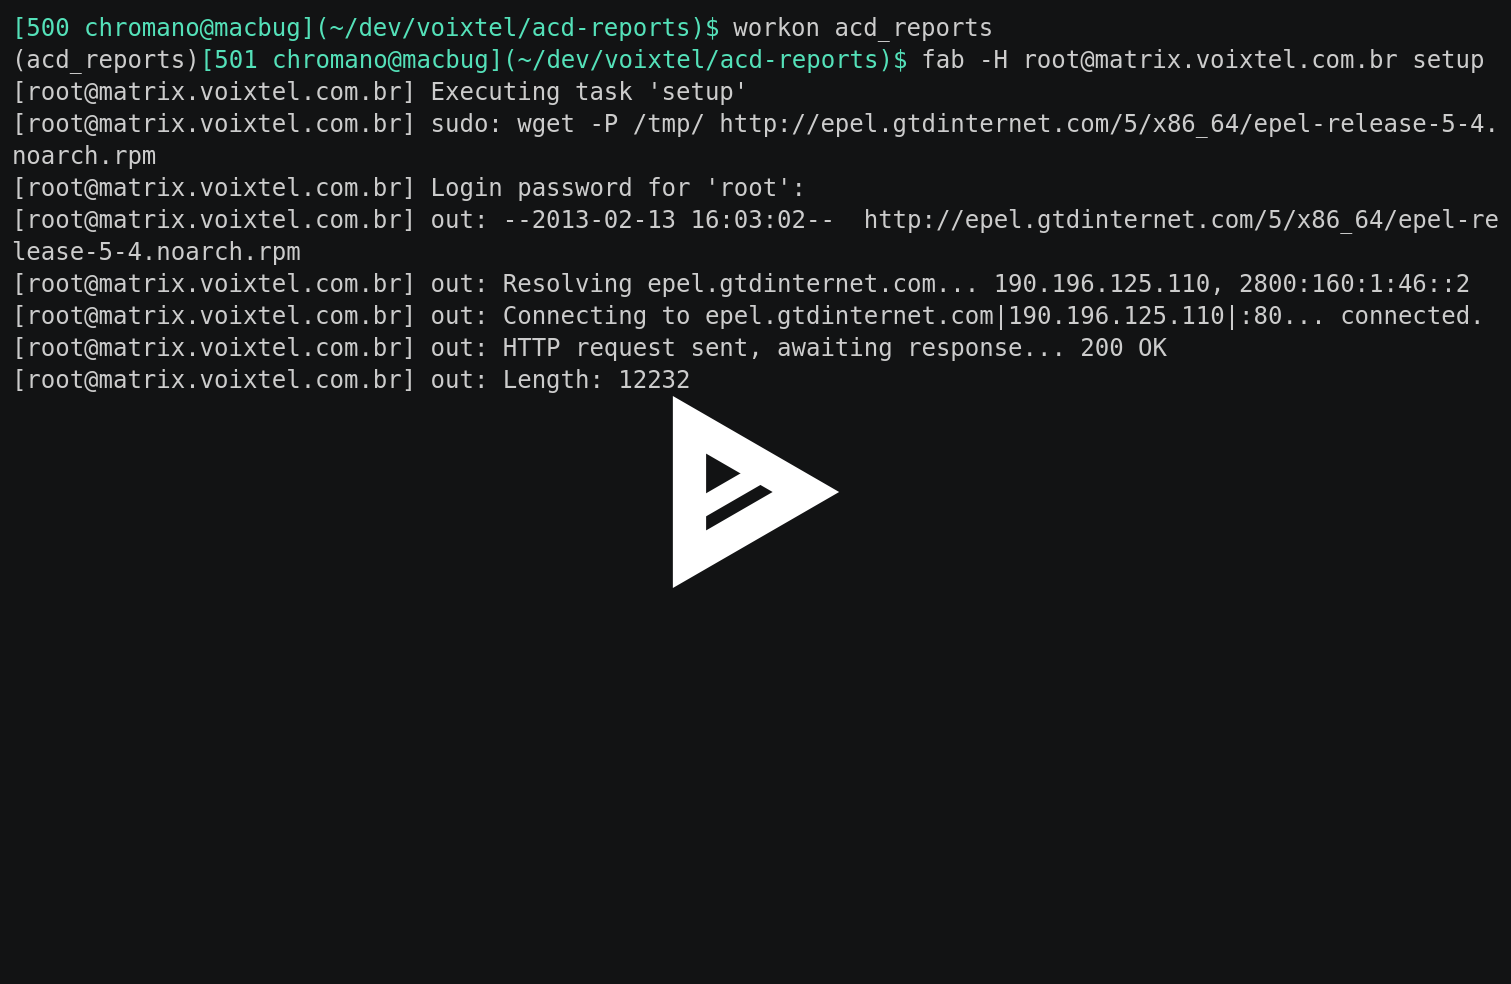 [500 chromano@macbug](~/dev/voixtel/acd-reports)$ workon acd_reports
(acd_reports)[501 chromano@macbug](~/dev/voixtel/acd-reports)$ fab -H root@matrix.voixtel.com.br setup
[root@matrix.voixtel.com.br] Executing task 'setup'
[root@matrix.voixtel.com.br] sudo: wget -P /tmp/ http://epel.gtdinternet.com/5/x86_64/epel-release-5-4.
noarch.rpm
[root@matrix.voixtel.com.br] Login password for 'root':
[root@matrix.voixtel.com.br] out: --2013-02-13 16:03:02--  http://epel.gtdinternet.com/5/x86_64/epel-re
lease-5-4.noarch.rpm
[root@matrix.voixtel.com.br] out: Resolving epel.gtdinternet.com... 190.196.125.110, 2800:160:1:46::2
[root@matrix.voixtel.com.br] out: Connecting to epel.gtdinternet.com|190.196.125.110|:80... connected.
[root@matrix.voixtel.com.br] out: HTTP request sent, awaiting response... 200 OK
[root@matrix.voixtel.com.br] out: Length: 12232